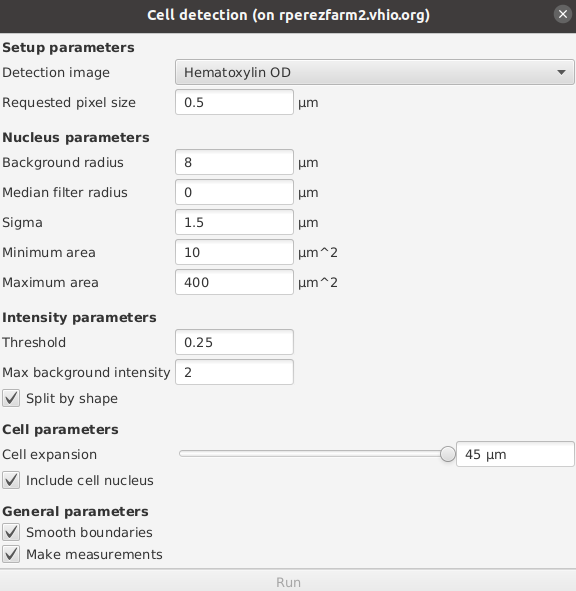 Cell detection (on rperezfarm2.vhio.org)
Setup parameters
Detection image Hematoxylin OD
Requested pixel size 0.5 μm
Nucleus parameters
Background radius 8 μm
Median filter radius 0 μm
Sigma 1.5 μm
Minimum area 10 μm^2
Maximum area 400 μm^2
Intensity parameters
Threshold 0.25
Max background intensity 2
Split by shape
Cell parameters
Cell expansion 45 μm
Include cell nucleus
General parameters
Smooth boundaries
Make measurements
Run